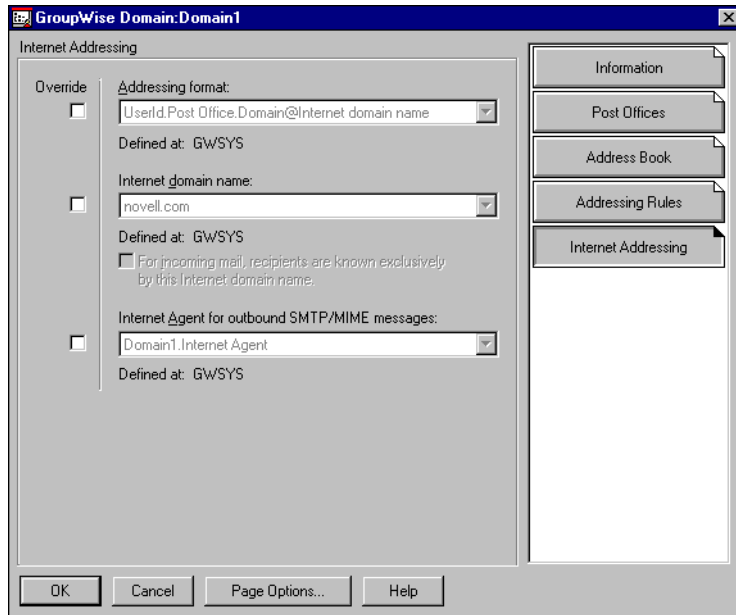 GroupWise Domain:Domain1
Internet Addressing
Override
Addressing format:
UserId.Post Office.Domain@Internet domain name
Defined at: GWSYS
Internet domain name:
novell.com
Defined at: GWSYS
For incoming mail, recipients are known exclusively
by this Internet domain name.
Internet Agent for outbound SMTP/MIME messages:
Domain1.Internet Agent
Defined at: GWSYS
Information
Post Offices
Address Book
Addressing Rules
Internet Addressing
OK
Cancel
Page Options...
Help